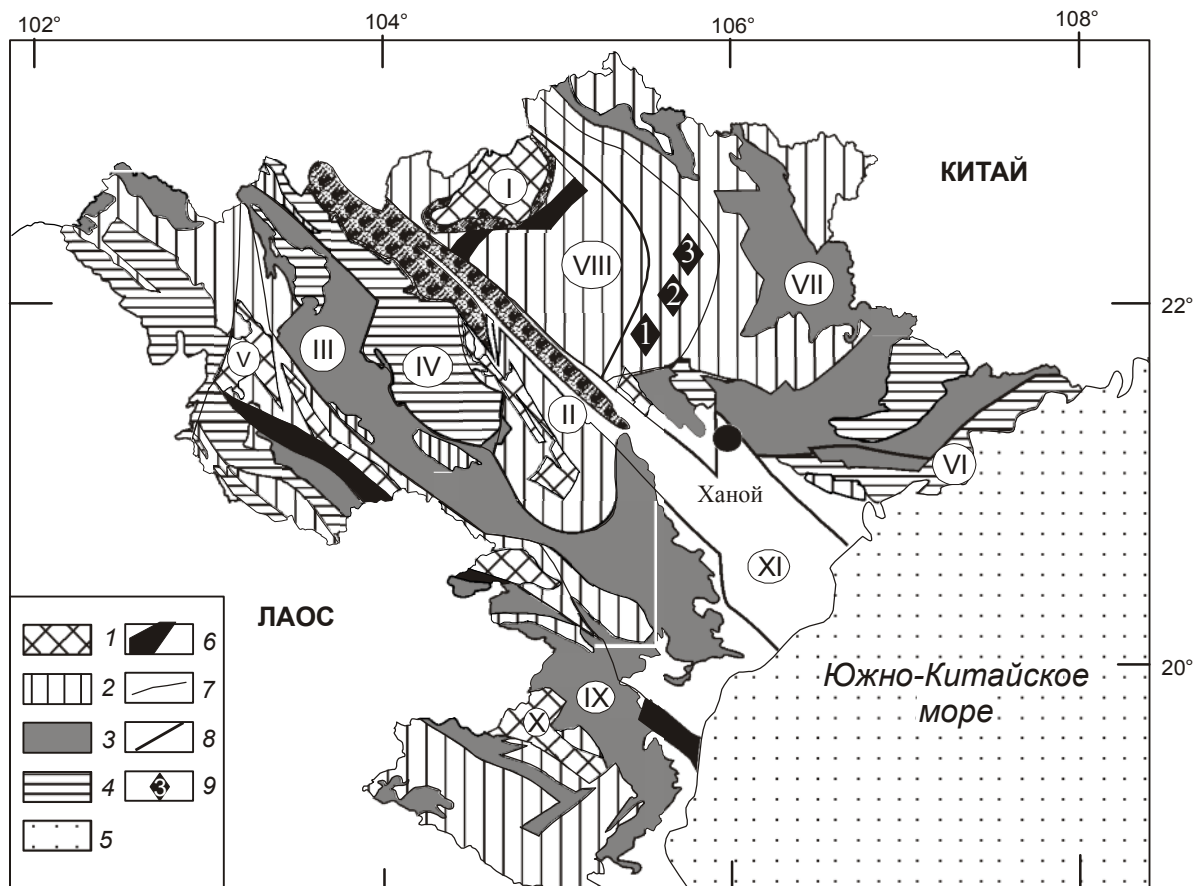 102° 104° 106° 108°
КИТАЙ
I
VIII
3
2
VII
22°
1
III
V
IV
II
VI
Ханой
XI
ЛАОС
1 6
2 7
3 8
4 3 9
5
20°
Южно-Китайское
море
IX
X